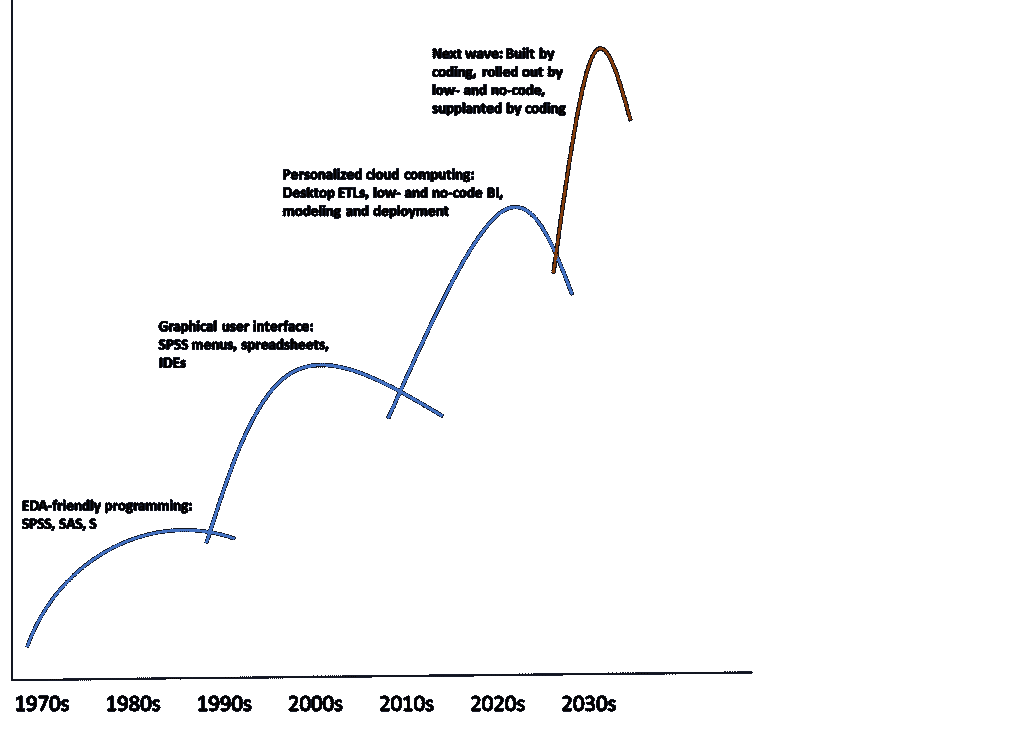 Next wave: Built by
coding, rolled out by
low- and no-code,
supplanted by coding
Personalized cloud computing:
Desktop ETLs, low- and no-code BI,
modeling and deployment
Graphical user interface:
SPSS menus, spreadsheets,
IDEs
EDA-friendly programming:
SPSS, SAS, S
1970s 1980s 1990s 2000s 2010s 2020s 2030s